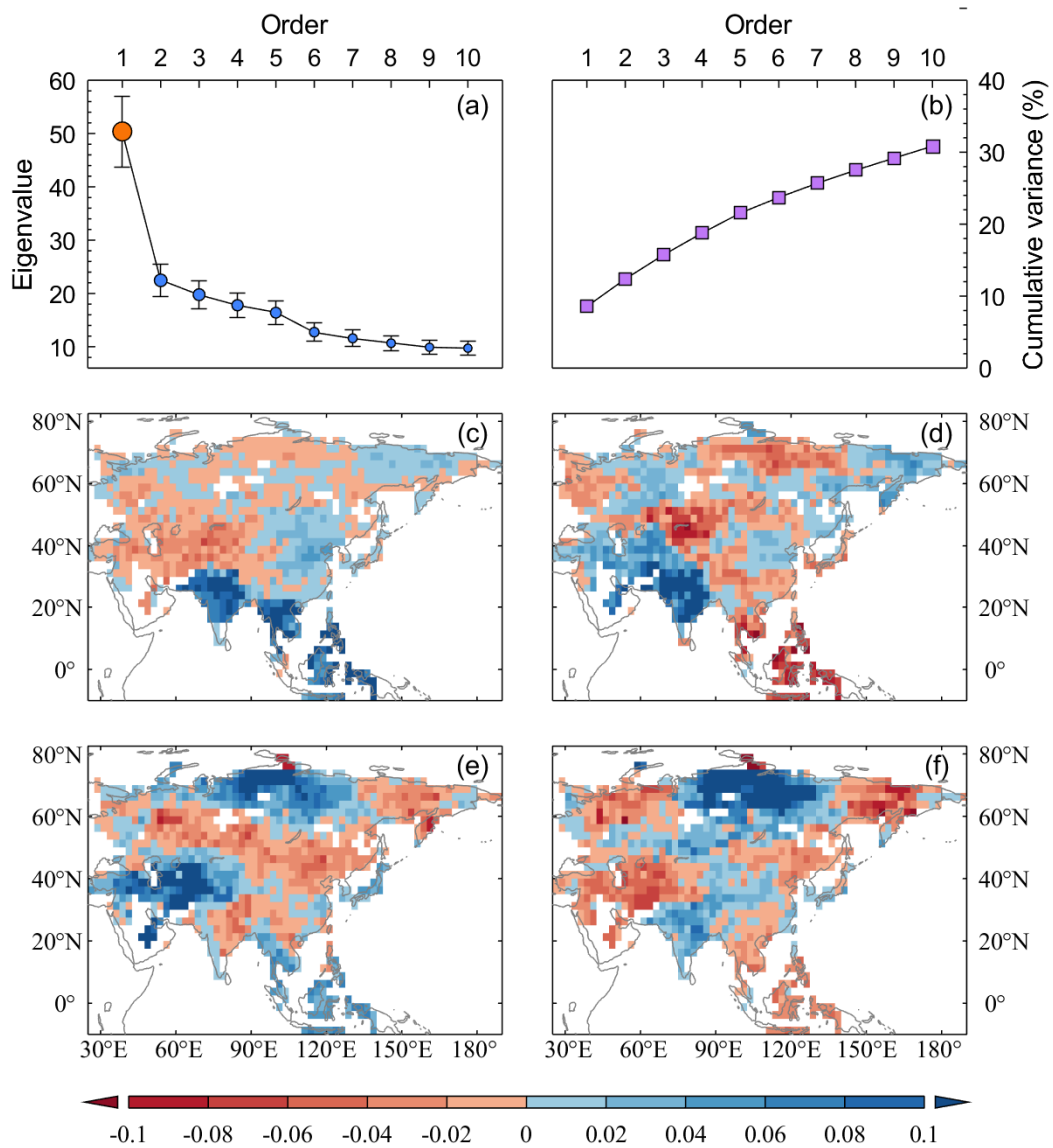 Order Order
1 2 3 4 5 6 7 8 9 10 1 2 3 4 5 6 7 8 9 10
60 (a) (b) 40
50
40 30
30 20
20 10
10 0
Eigenvalue
Cumulative variance (%)
80°N (c) (d) 80°N
60°N 60°N
40°N 40°N
20°N 20°N
0° 0°
80°N (e) (f) 80°N
60°N 60°N
40°N 40°N
20°N 20°N
0° 0°
30°E 60°E 90°E 120°E 150°E 180° 30°E 60°E 90°E 120°E 150°E 180°
-0.1 -0.08 -0.06 -0.04 -0.02 0 0.02 0.04 0.06 0.08 0.1